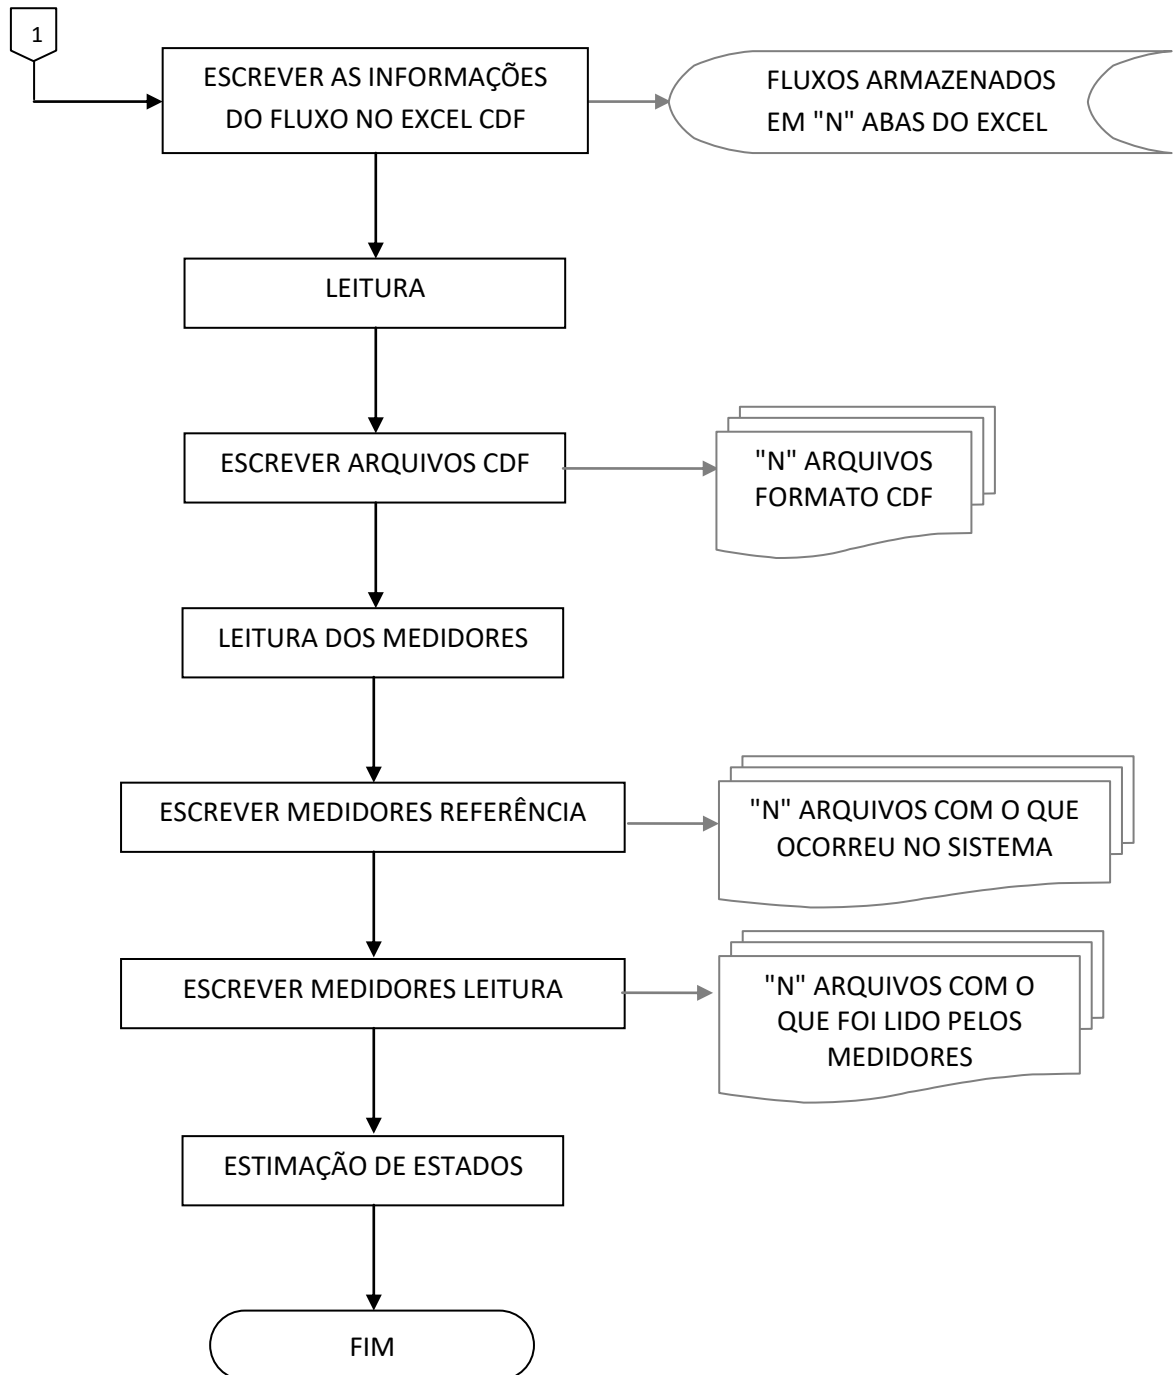 1
ESCREVER AS INFORMAÇÕES
DO FLUXO NO EXCEL CDF
FLUXOS ARMAZENADOS
EM "N" ABAS DO EXCEL
LEITURA
ESCREVER ARQUIVOS CDF
"N" ARQUIVOS
FORMATO CDF
LEITURA DOS MEDIDORES
ESCREVER MEDIDORES REFERÊNCIA
"N" ARQUIVOS COM O QUE
OCORREU NO SISTEMA
ESCREVER MEDIDORES LEITURA
"N" ARQUIVOS COM O
QUE FOI LIDO PELOS
MEDIDORES
ESTIMAÇÃO DE ESTADOS
FIM